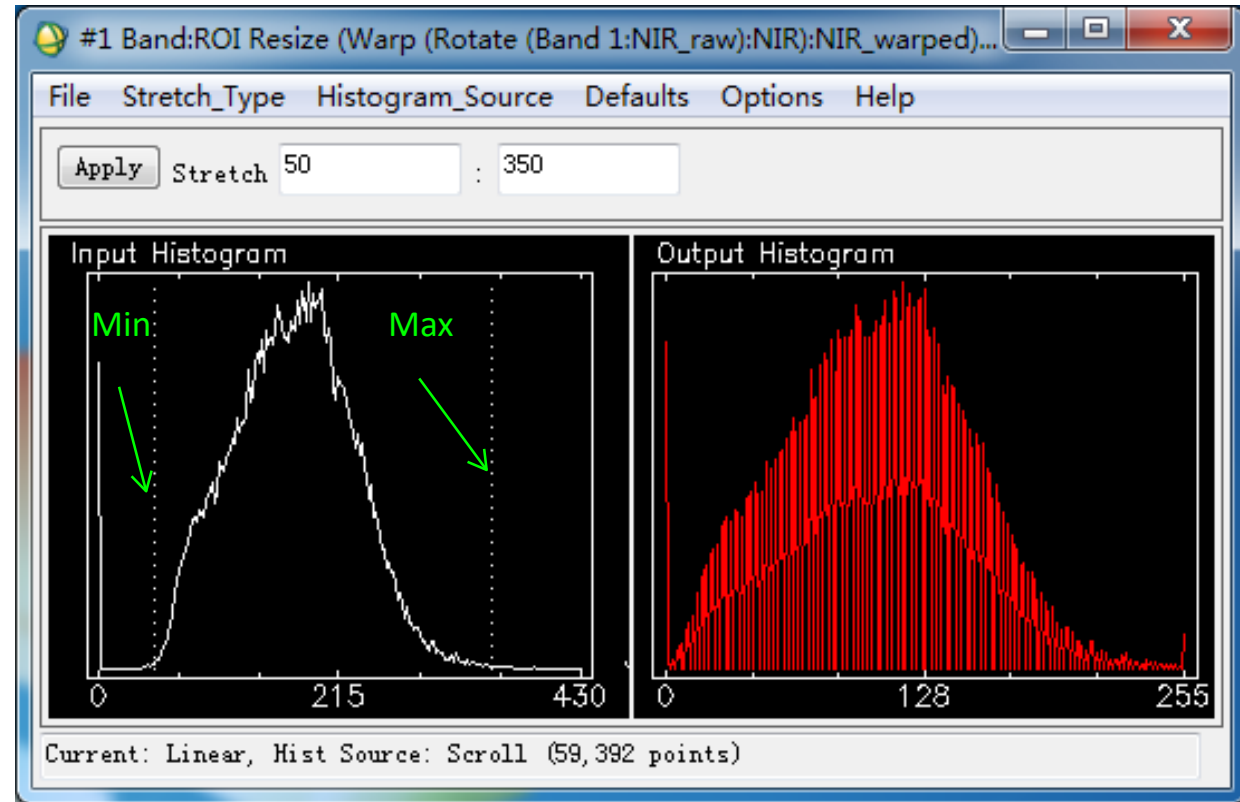 #1 Band:ROI Resize (Warp (Rotate (Band 1:NIR_raw):NIR):NIR_warped)...
File Stretch_Type Histogram_Source Defaults Options Help
Apply Stretch 50 : 350
Input Histogram
Min
Max
0 215 430
Output Histogram
0 128 255
Current: Linear, Hist Source: Scroll (59,392 points)